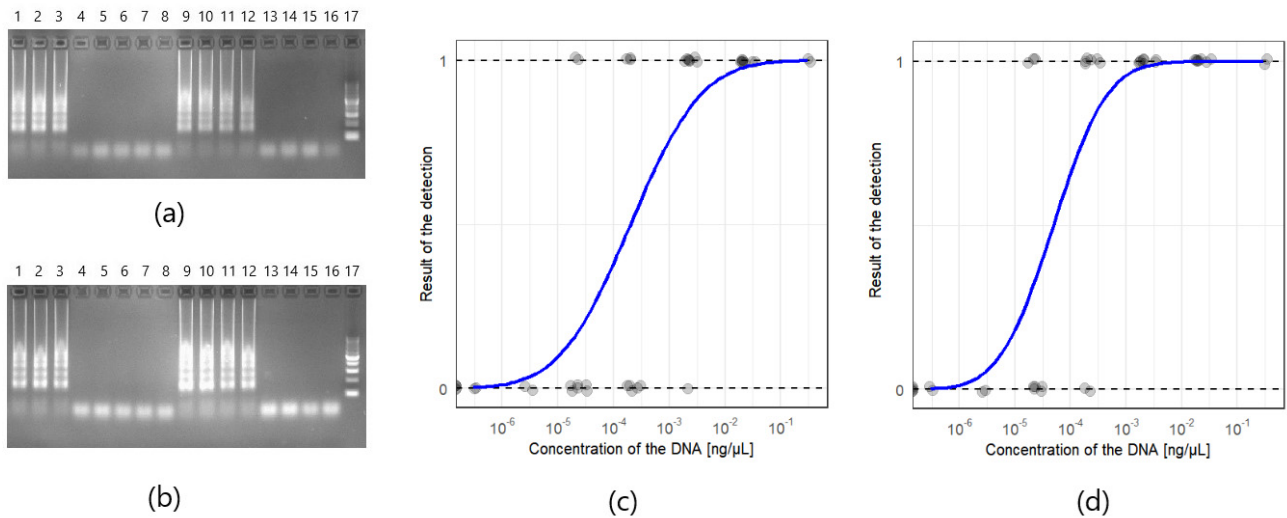 1 2 3 4 5 6 7 8 9 10 11 12 13 14 15 16 17
(a)
1 2 3 4 5 6 7 8 9 10 11 12 13 14 15 16 17
(b)
Result of the detection
1
0
10⁻⁶ 10⁻⁵ 10⁻⁴ 10⁻³ 10⁻² 10⁻¹
Concentration of the DNA [ng/µL]
(c)
Result of the detection
1
0
10⁻⁶ 10⁻⁵ 10⁻⁴ 10⁻³ 10⁻² 10⁻¹
Concentration of the DNA [ng/µL]
(d)